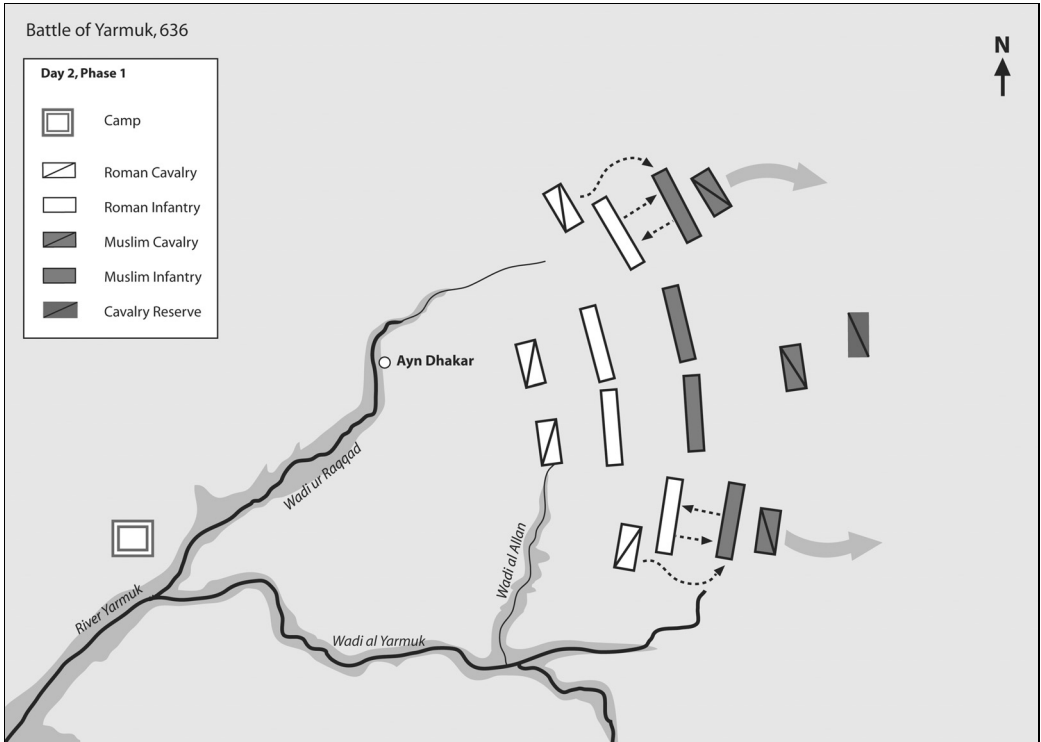 Battle of Yarmuk, 636
N
Day 2, Phase 1
Camp
Roman Cavalry
Roman Infantry
Muslim Cavalry
Muslim Infantry
Cavalry Reserve
Ayn Dhakar
Wadi ur Raqqad
Wadi al Allan
River Yarmuk
Wadi al Yarmuk